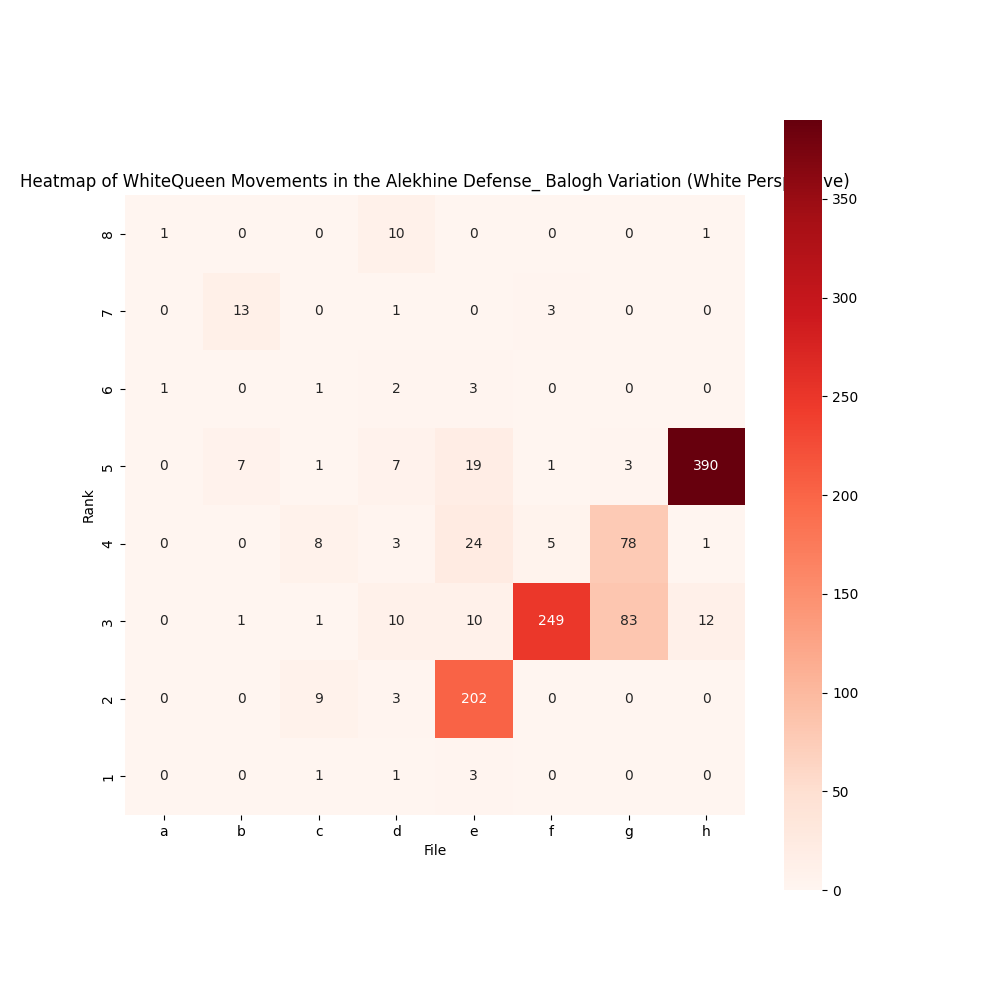 Heatmap of WhiteQueen Movements in the Alekhine Defense_ Balogh Variation (White Pers ve)
350
300
250
200
150
100
50
0
8 1 0 0 10 0 0 0 1
7 0 13 0 1 0 3 0 0
6 1 0 1 2 3 0 0 0
5 0 7 1 7 19 1 3 390
4 0 0 8 3 24 5 78 1
3 0 1 1 10 10 249 83 12
2 0 0 9 3 202 0 0 0
1 0 0 1 1 3 0 0 0
a b c d e f g h
Rank
File